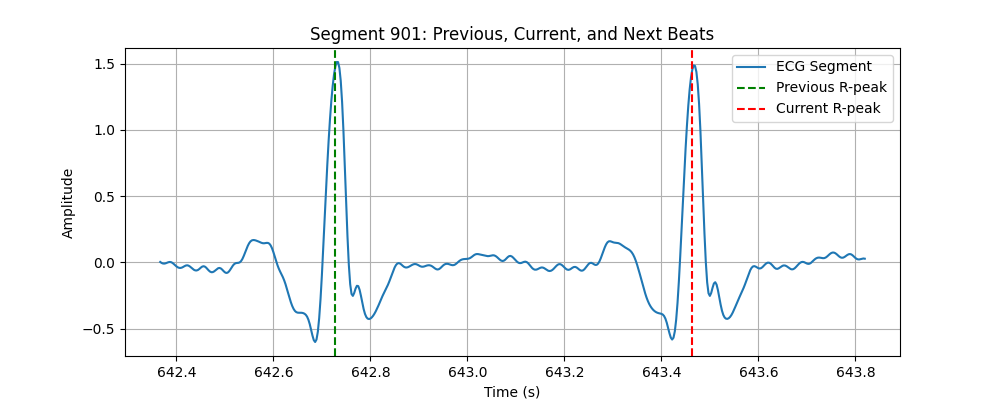 Segment 901: Previous, Current, and Next Beats
ECG Segment
Previous R-peak
Current R-peak
Amplitude
1.5
1.0
0.5
0.0
−0.5
642.4 642.6 642.8 643.0 643.2 643.4 643.6 643.8
Time (s)